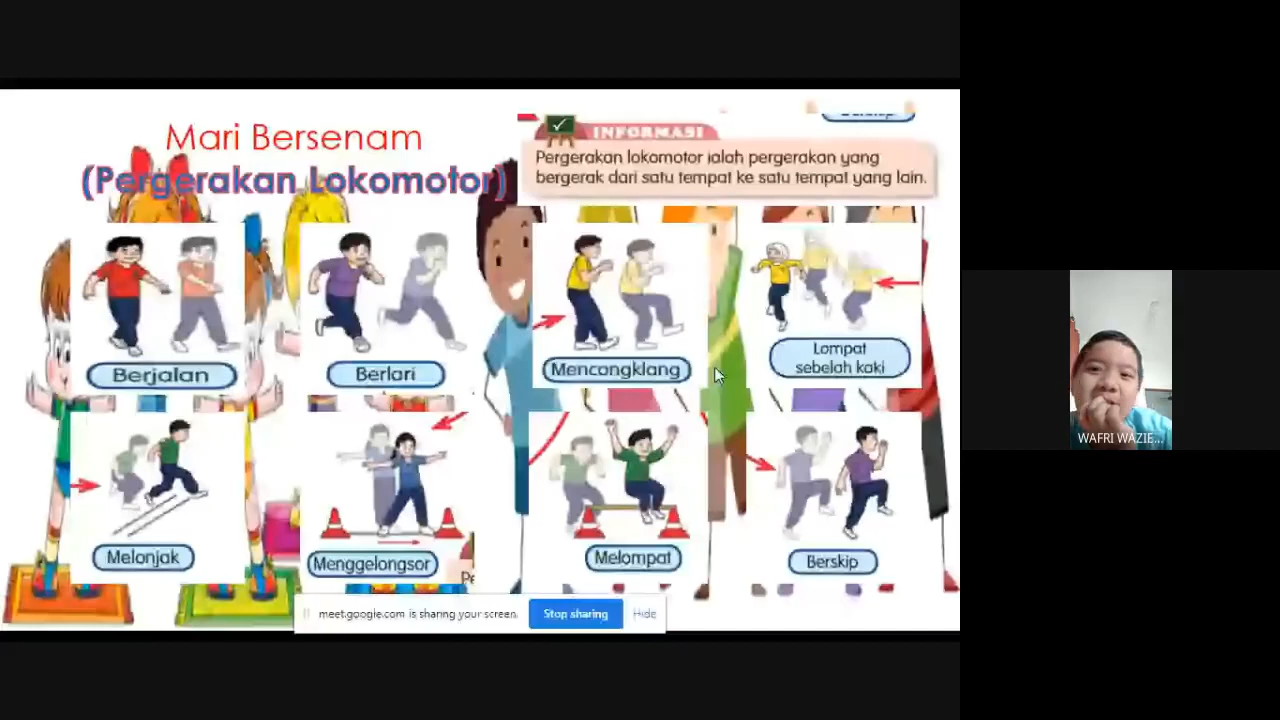 Mari Bersenam
(Pergerakan Lokomotor)
INFORMASI
Pergerakan lokomotor ialah pergerakan yang
bergerak dari satu tempat ke satu tempat yang lain.
Berjalan
Berlari
Mencongklang
Lompat
sebelah kaki
Melonjak
Menggelongsor
Melompat
Berskip
Pe
meet.google.com is sharing your screen.
Stop sharing
Hide
WAFRI WAZIE...